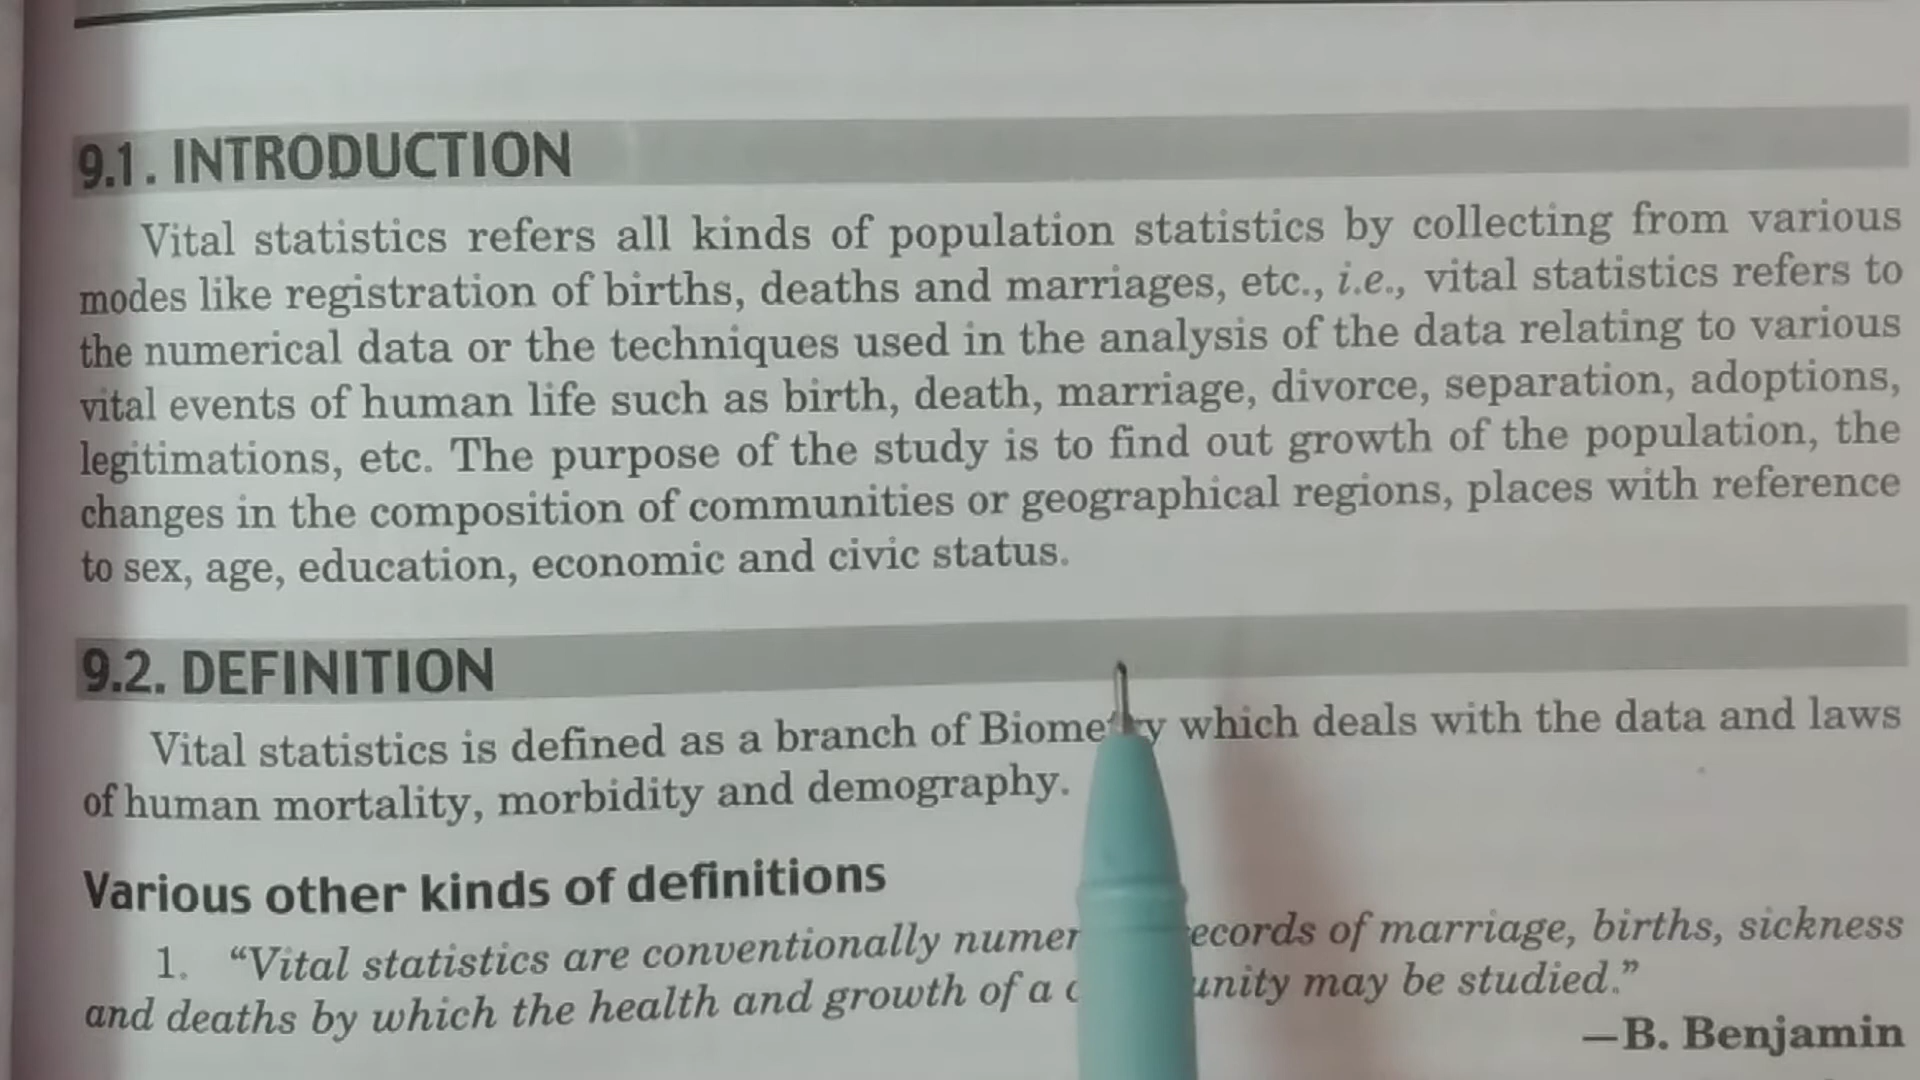 9.1. INTRODUCTION
Vital statistics refers all kinds of population statistics by collecting from various
modes like registration of births, deaths and marriages, etc., i.e., vital statistics refers to
the numerical data or the techniques used in the analysis of the data relating to various
vital events of human life such as birth, death, marriage, divorce, separation, adoptions,
legitimations, etc. The purpose of the study is to find out growth of the population, the
changes in the composition of communities or geographical regions, places with reference
to sex, age, education, economic and civic status.
9.2. DEFINITION
Vital statistics is defined as a branch of which deals with the data and laws
of human mortality, morbidity and demography.
Various other kinds of definitions
1. “Vital statistics are conventionally of marriage, births, sickness
and deaths by which the health and growth of a may be studied.”
—B. Benjamin